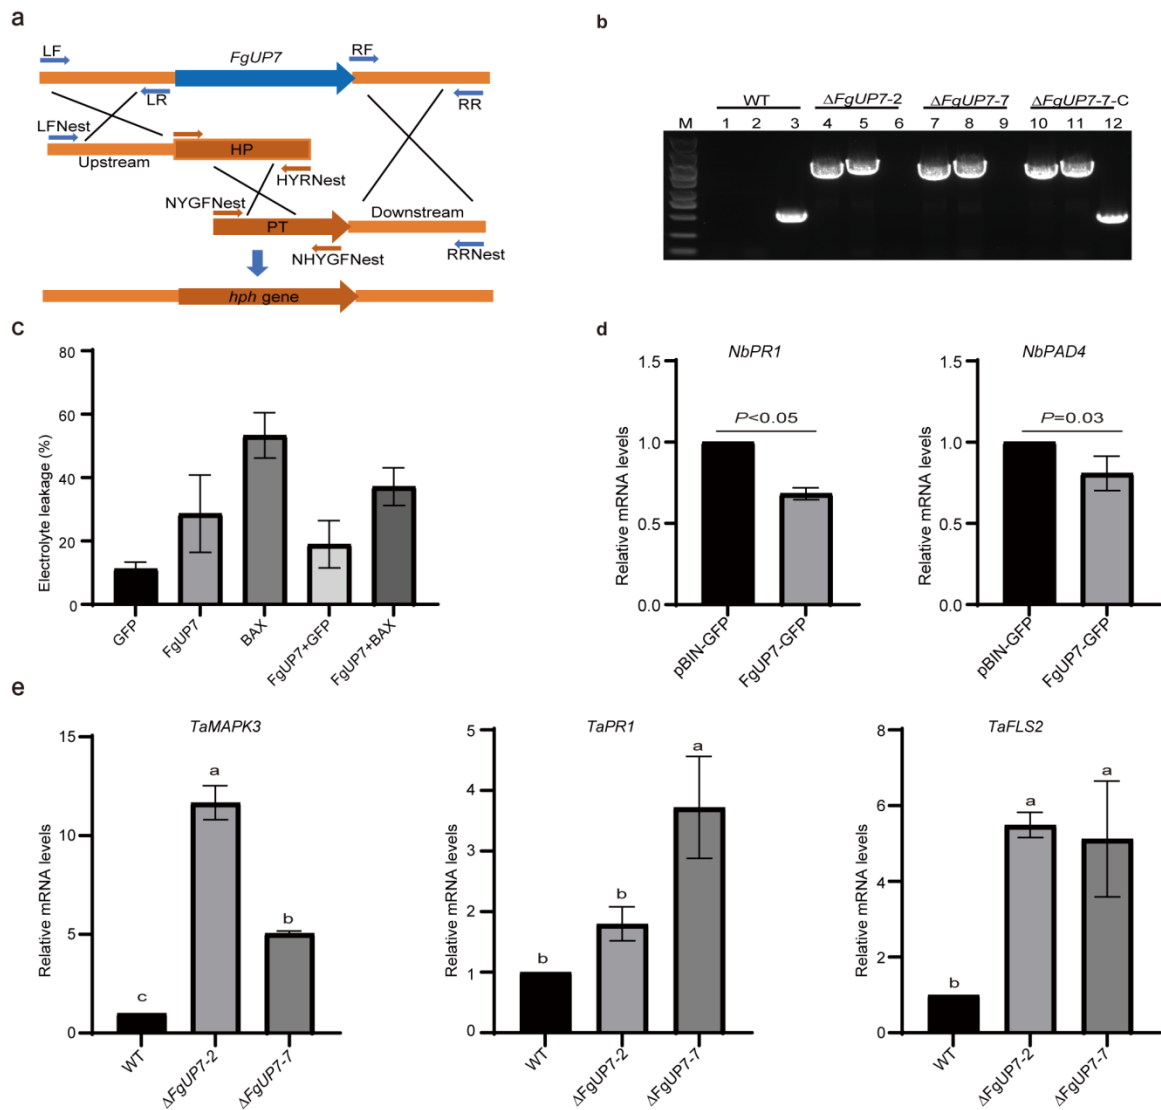 a
LF
FgUP7
RF
LR
RR
LFNest
Upstream
HP
HYRNest
NYGFNest
Downstream
PT
NHYGFNest
RRNest
hph gene
b
WT
ΔFgUP7-2
ΔFgUP7-7
ΔFgUP7-7-C
M 1 2 3 4 5 6 7 8 9 10 11 12
c
80
60
40
20
0
Electrolyte leakage (%)
GFP
FgUP7
BAX
FgUP7+GFP
FgUP7+BAX
d
NbPR1
1.5
1.0
0.5
0.0
Relative mRNA levels
P<0.05
pBIN-GFP
FgUP7-GFP
NbPAD4
1.5
1.0
0.5
0.0
Relative mRNA levels
P=0.03
pBIN-GFP
FgUP7-GFP
e
TaMAPK3
15
10
5
0
Relative mRNA levels
c
a
b
WT
ΔFgUP7-2
ΔFgUP7-7
TaPR1
5
4
3
2
1
0
Relative mRNA levels
b
b
a
WT
ΔFgUP7-2
ΔFgUP7-7
TaFLS2
8
6
4
2
0
Relative mRNA levels
b
a
a
WT
ΔFgUP7-2
ΔFgUP7-7